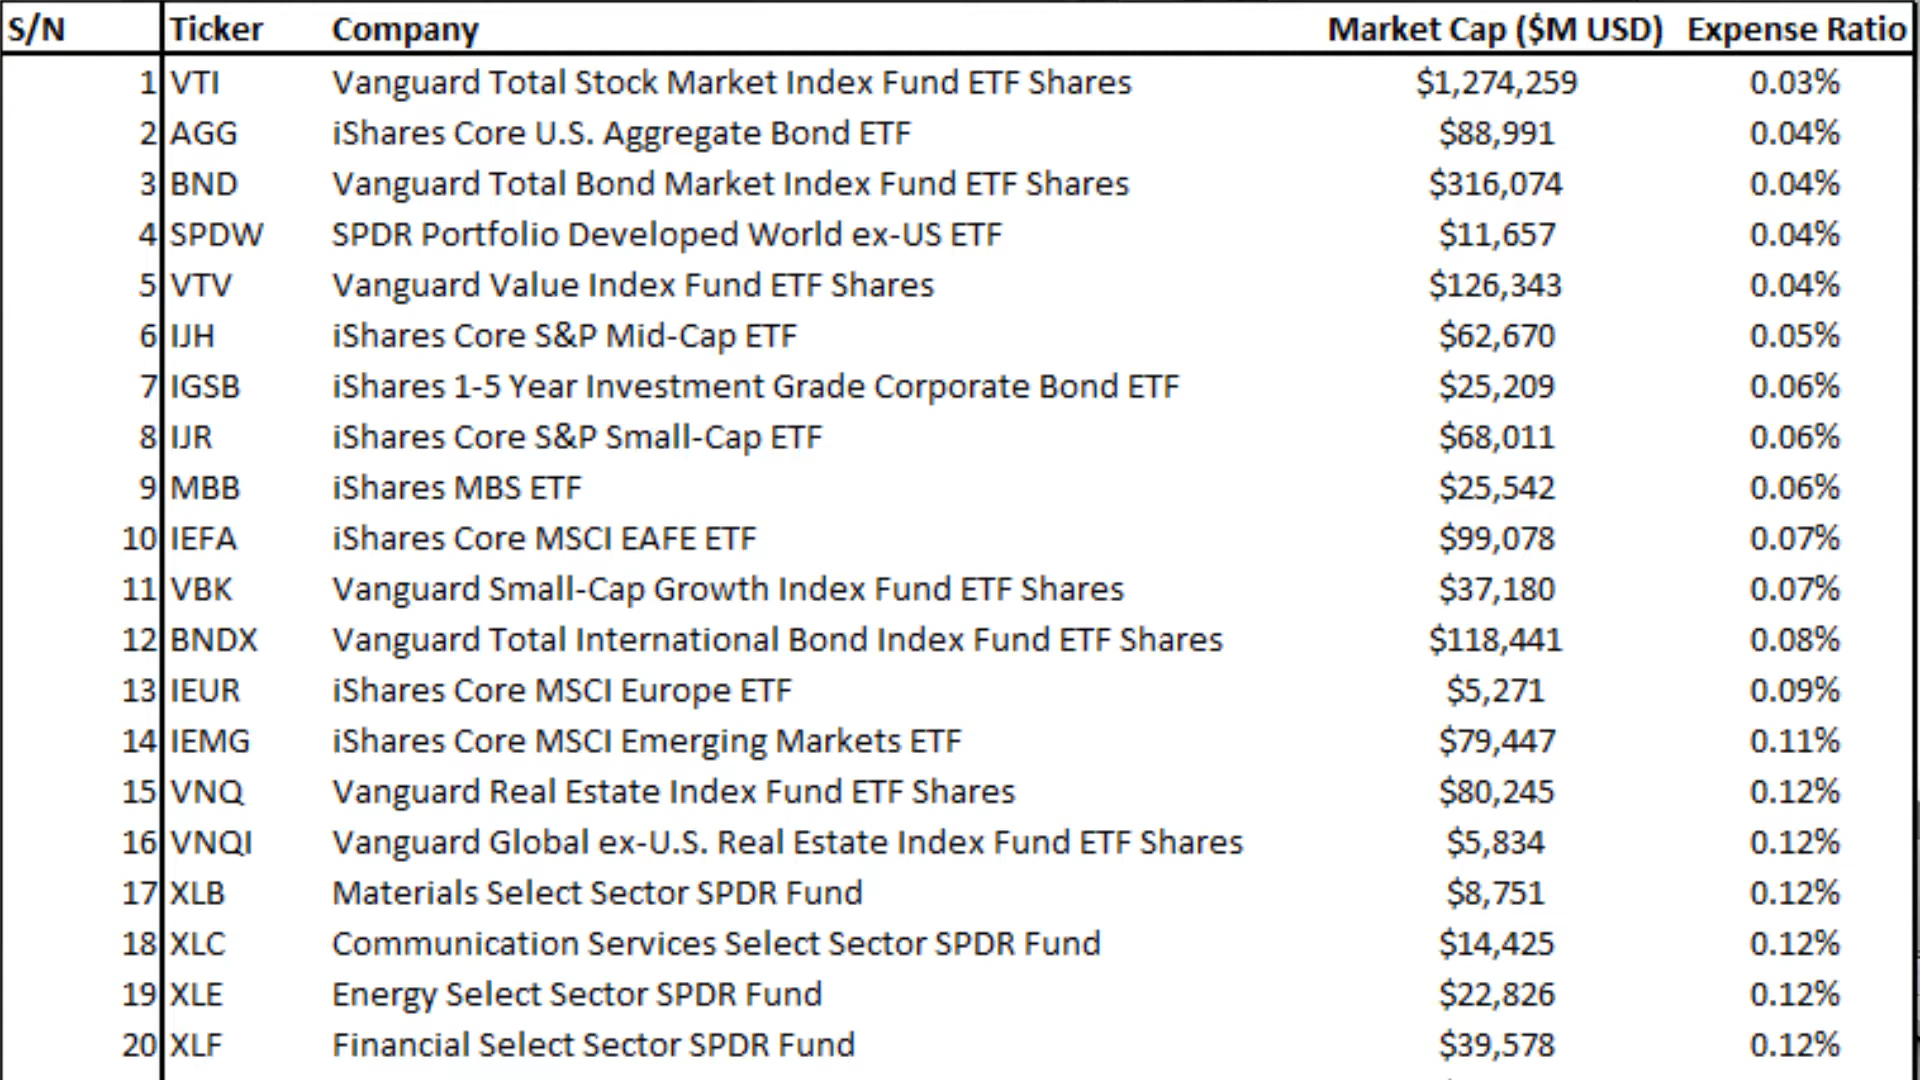 S/N Ticker Company Market Cap ($M USD) Expense Ratio
1 VTI Vanguard Total Stock Market Index Fund ETF Shares $1,274,259 0.03%
2 AGG iShares Core U.S. Aggregate Bond ETF $88,991 0.04%
3 BND Vanguard Total Bond Market Index Fund ETF Shares $316,074 0.04%
4 SPDW SPDR Portfolio Developed World ex-US ETF $11,657 0.04%
5 VTV Vanguard Value Index Fund ETF Shares $126,343 0.04%
6 IJH iShares Core S&P Mid-Cap ETF $62,670 0.05%
7 IGSB iShares 1-5 Year Investment Grade Corporate Bond ETF $25,209 0.06%
8 IJR iShares Core S&P Small-Cap ETF $68,011 0.06%
9 MBB iShares MBS ETF $25,542 0.06%
10 IEFA iShares Core MSCI EAFE ETF $99,078 0.07%
11 VBK Vanguard Small-Cap Growth Index Fund ETF Shares $37,180 0.07%
12 BNDX Vanguard Total International Bond Index Fund ETF Shares $118,441 0.08%
13 IEUR iShares Core MSCI Europe ETF $5,271 0.09%
14 IEMG iShares Core MSCI Emerging Markets ETF $79,447 0.11%
15 VNQ Vanguard Real Estate Index Fund ETF Shares $80,245 0.12%
16 VNQI Vanguard Global ex-U.S. Real Estate Index Fund ETF Shares $5,834 0.12%
17 XLB Materials Select Sector SPDR Fund $8,751 0.12%
18 XLC Communication Services Select Sector SPDR Fund $14,425 0.12%
19 XLE Energy Select Sector SPDR Fund $22,826 0.12%
20 XLF Financial Select Sector SPDR Fund $39,578 0.12%